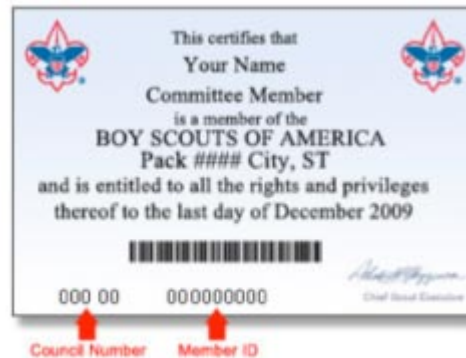 This certifies that
Your Name
Committee Member
is a member of the
BOY SCOUTS OF AMERICA
Pack #### City, ST
and is entitled to all the rights and privileges
thereof to the last day of December 2009
000 00 000000000
Chief Scout Executive
Council Number Member ID